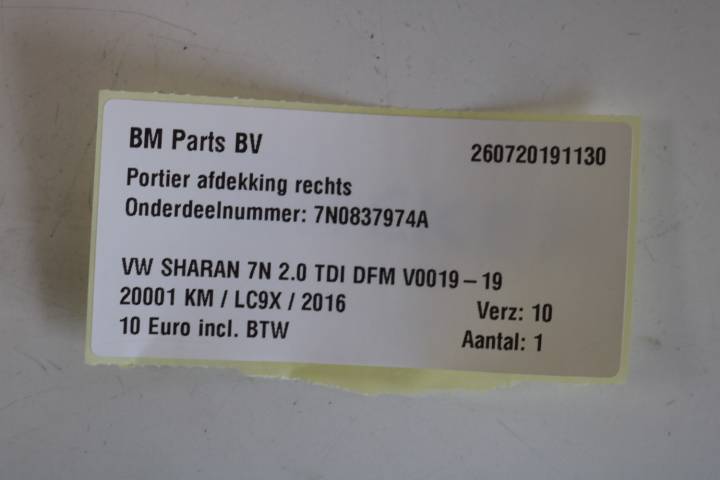 BM Parts BV 260720191130
Portier afdekking rechts
Onderdeelnummer: 7N0837974A
VW SHARAN 7N 2.0 TDI DFM V0019 – 19
20001 KM / LC9X / 2016 Verz: 10
10 Euro incl. BTW Aantal: 1